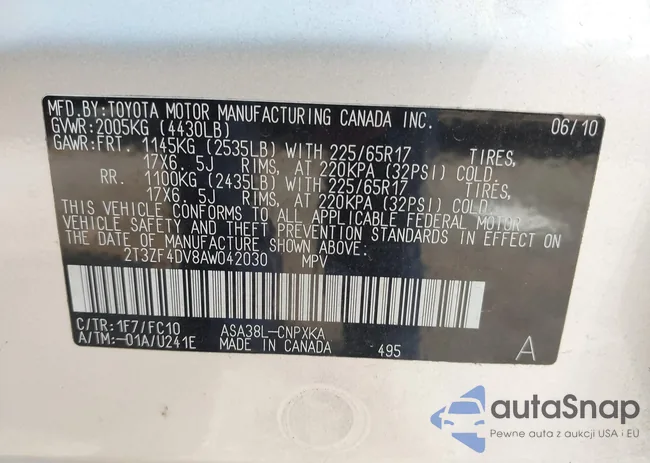 MFD.BY:TOYOTA MOTOR MANUFACTURING CANADA INC. 06/10
GVWR:2005KG (4430LB)
GAWR:FRT. 1145KG (2535LB) WITH 225/65R17 TIRES,
17X6.5J RIMS, AT 220KPA (32PSI) COLD.
RR. 1100KG (2435LB) WITH 225/65R17 TIRES,
17X6.5J RIMS, AT 220KPA (32PSI) COLD.
THIS VEHICLE CONFORMS TO ALL APPLICABLE FEDERAL MOTOR
VEHICLE SAFETY AND THEFT PREVENTION STANDARDS IN EFFECT ON
THE DATE OF MANUFACTURE SHOWN ABOVE.
2T3ZF4DV8AW042030 MPV
C/TR:1F7/FC10 ASA38L-CNPXKA
A/TM:-01A/U241E MADE IN CANADA 495 A
autaSnap
Pewne auta z aukcji USA i EU